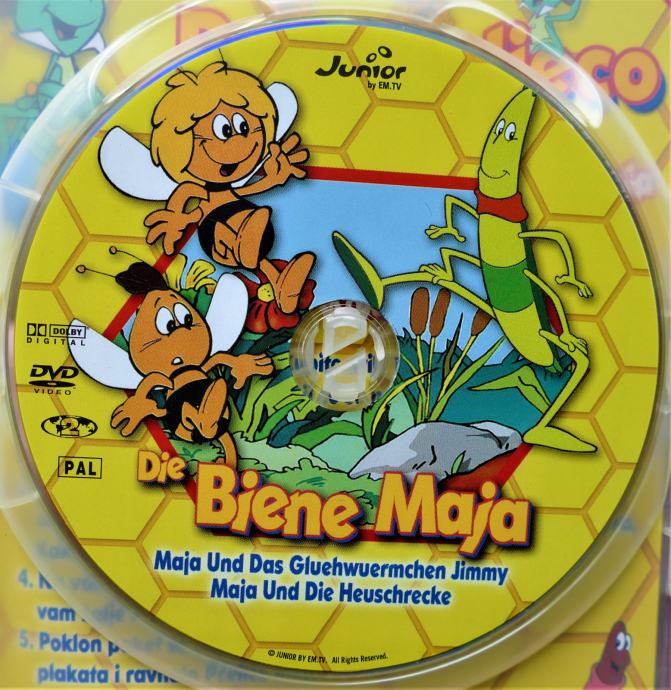 Junior
by EM.TV
DOLBY
DIGITAL
DVD
VIDEO
2
PAL
Die
Biene Maja
Maja Und Das Gluehwuermchen Jimmy
Maja Und Die Heuschrecke
© JUNIOR BY EM.TV. All Rights Reserved.
4.
vam
5. Poklon
plakata i